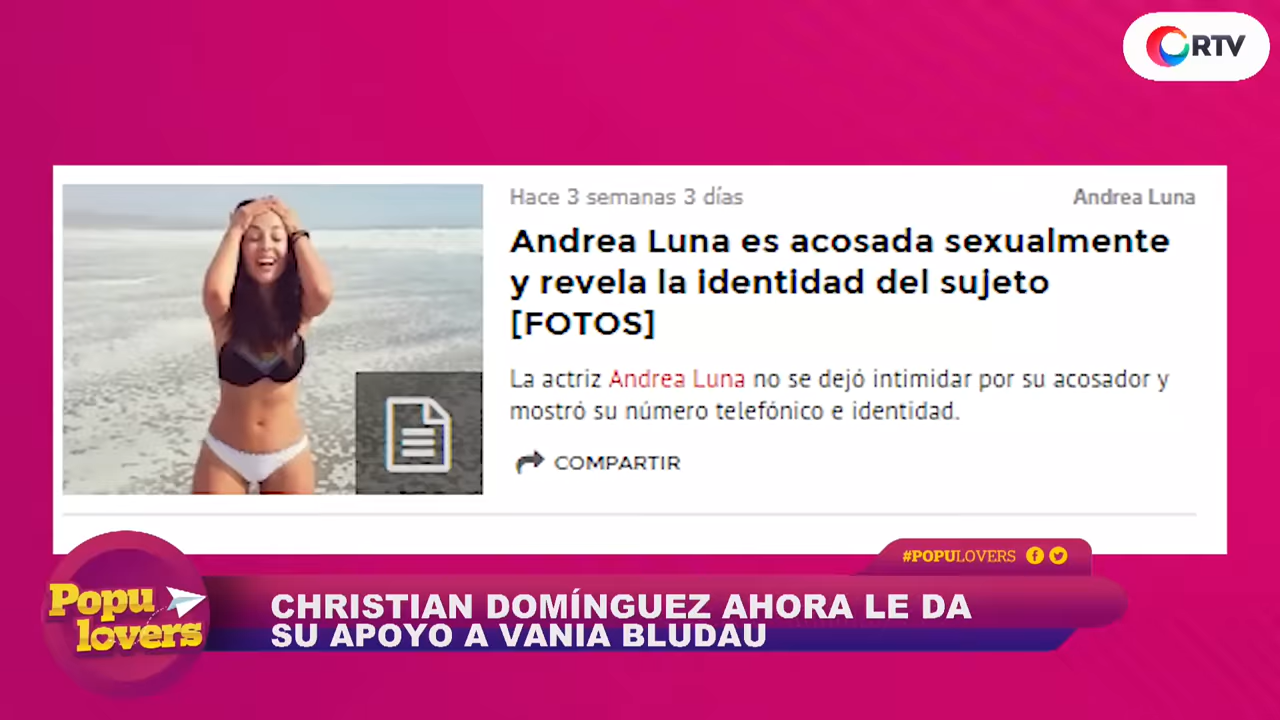 RTV
Hace 3 semanas 3 días
Andrea Luna
Andrea Luna es acosada sexualmente
y revela la identidad del sujeto
[FOTOS]
La actriz Andrea Luna no se dejó intimidar por su acosador y
mostró su número telefónico e identidad.
COMPARTIR
#POPULOVERS
Popu
lovers
CHRISTIAN DOMÍNGUEZ AHORA LE DA
SU APOYO A VANIA BLUDAU